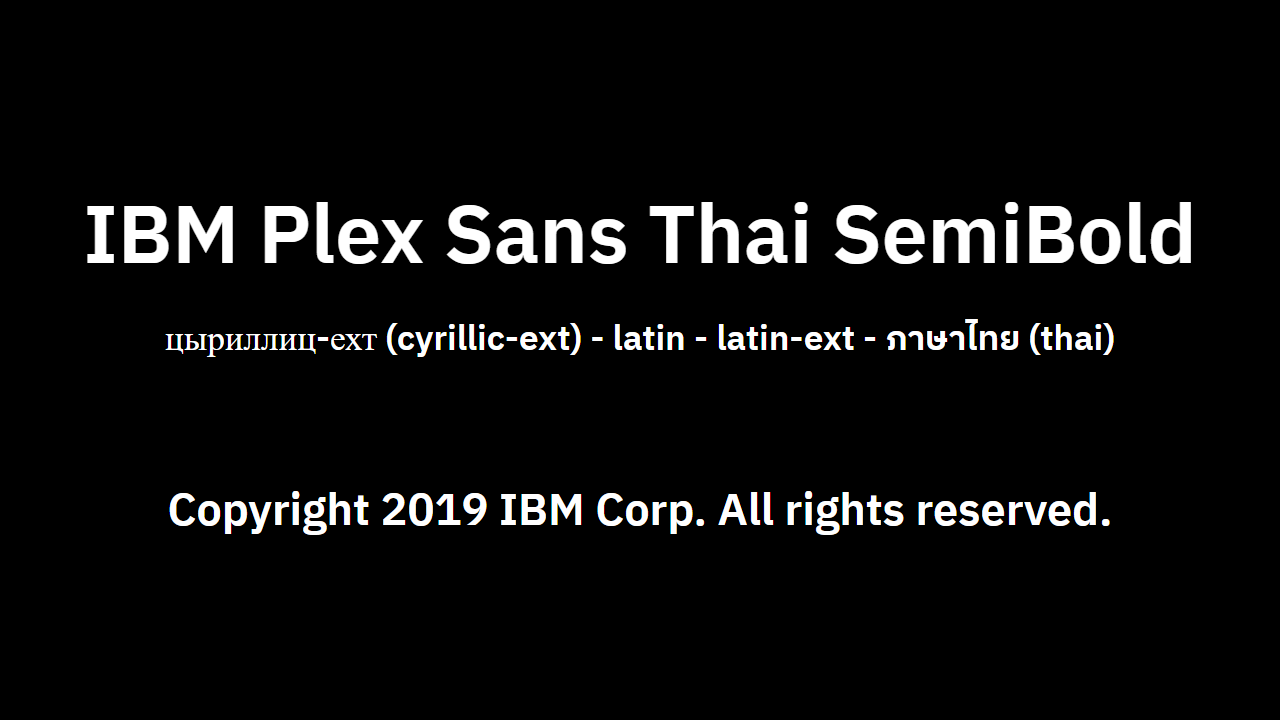 IBM Plex Sans Thai SemiBold
цыриллиц-ехт (cyrillic-ext) - latin - latin-ext - ภาษาไทย (thai)
Copyright 2019 IBM Corp. All rights reserved.